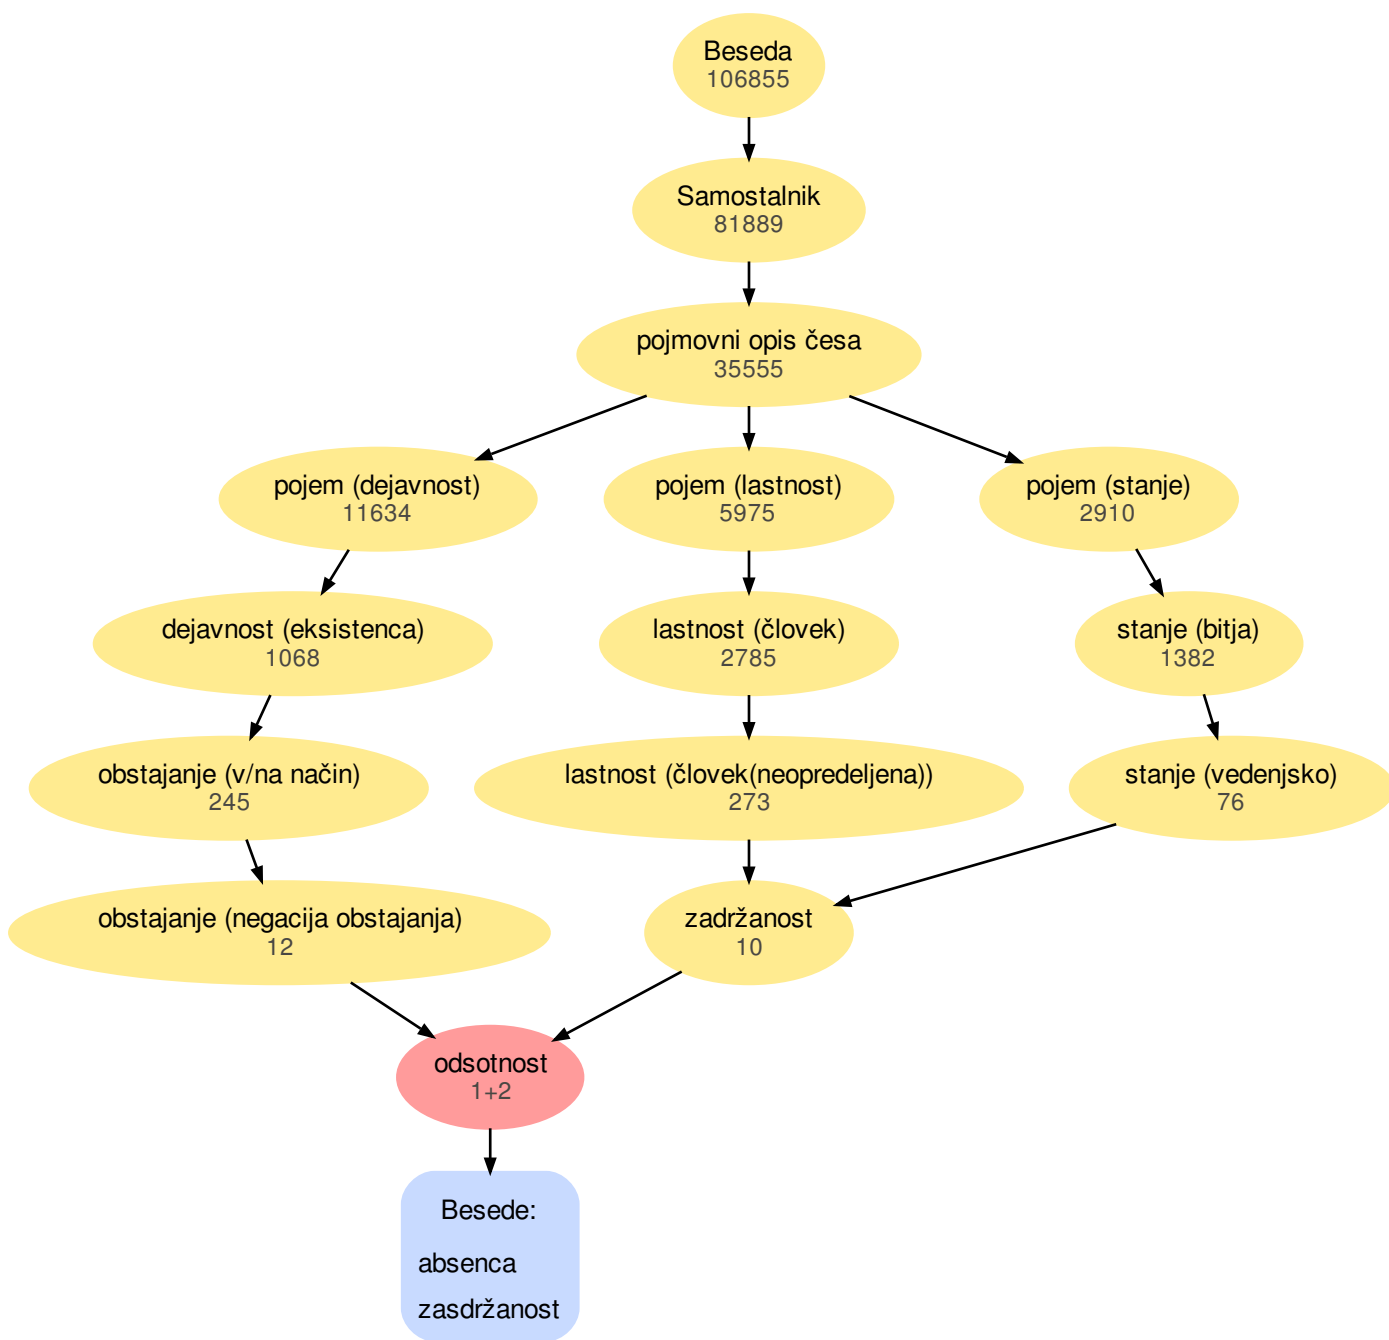 Beseda
106855
Samostalnik
81889
pojmovni opis česa
35555
pojem (dejavnost)
11634
pojem (lastnost)
5975
pojem (stanje)
2910
dejavnost (eksistenca)
1068
lastnost (človek)
2785
stanje (bitja)
1382
obstajanje (v/na način)
245
lastnost (človek(neopredeljena))
273
stanje (vedenjsko)
76
obstajanje (negacija obstajanja)
12
zadržanost
10
odsotnost
1+2
Besede:
absenca
zasdržanost